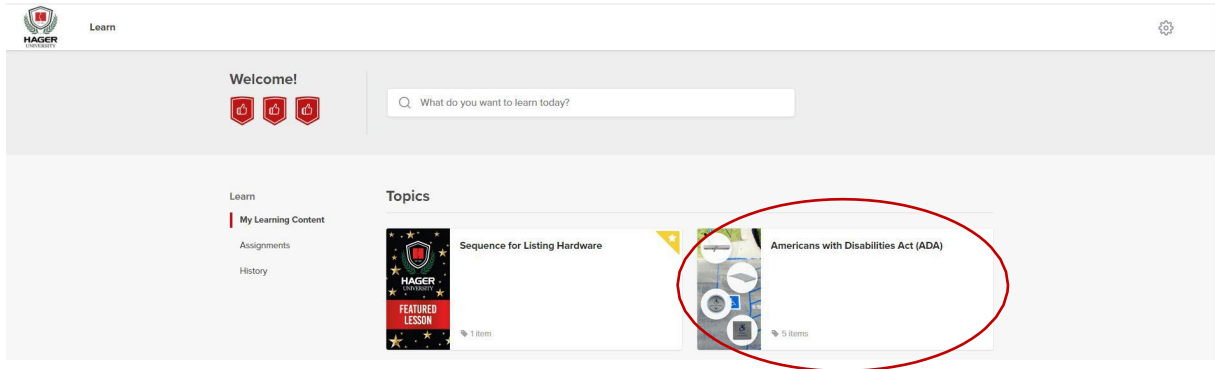 HAGER
UNIVERSITY
Learn
Welcome!
What do you want to learn today?
Learn
My Learning Content
Assignments
History
Topics
HAGER
UNIVERSITY
FEATURED
LESSON
Sequence for Listing Hardware
1 item
Americans with Disabilities Act (ADA)
5 items